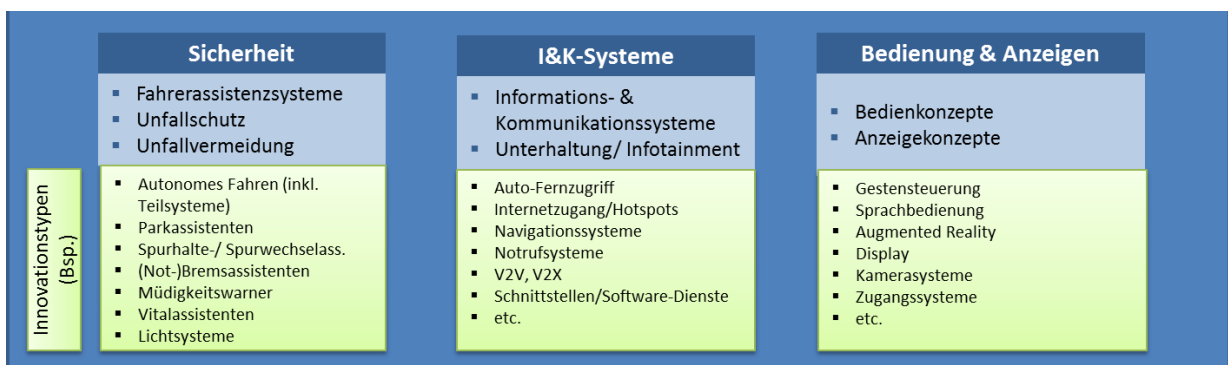 Sicherheit
Fahrerassistenzsysteme
Unfallschutz
Unfallvermeidung
I&K-Systeme
Informations- &
Kommunikationssysteme
Unterhaltung/ Infotainment
Bedienung & Anzeigen
Bedienkonzepte
Anzeigekonzepte
Innovationstypen
(Bsp.)
Autonomes Fahren (inkl.
Teilsysteme)
Parkassistenten
Spurhalte-/ Spurwechselass.
(Not-)Bremsassistenten
Müdigkeitswarner
Vitalassistenten
Lichtsysteme
Auto-Fernzugriff
Internetzugang/Hotspots
Navigationssysteme
Notrufsysteme
V2V, V2X
Schnittstellen/Software-Dienste
etc.
Gestensteuerung
Sprachbedienung
Augmented Reality
Display
Kamerasysteme
Zugangssysteme
etc.